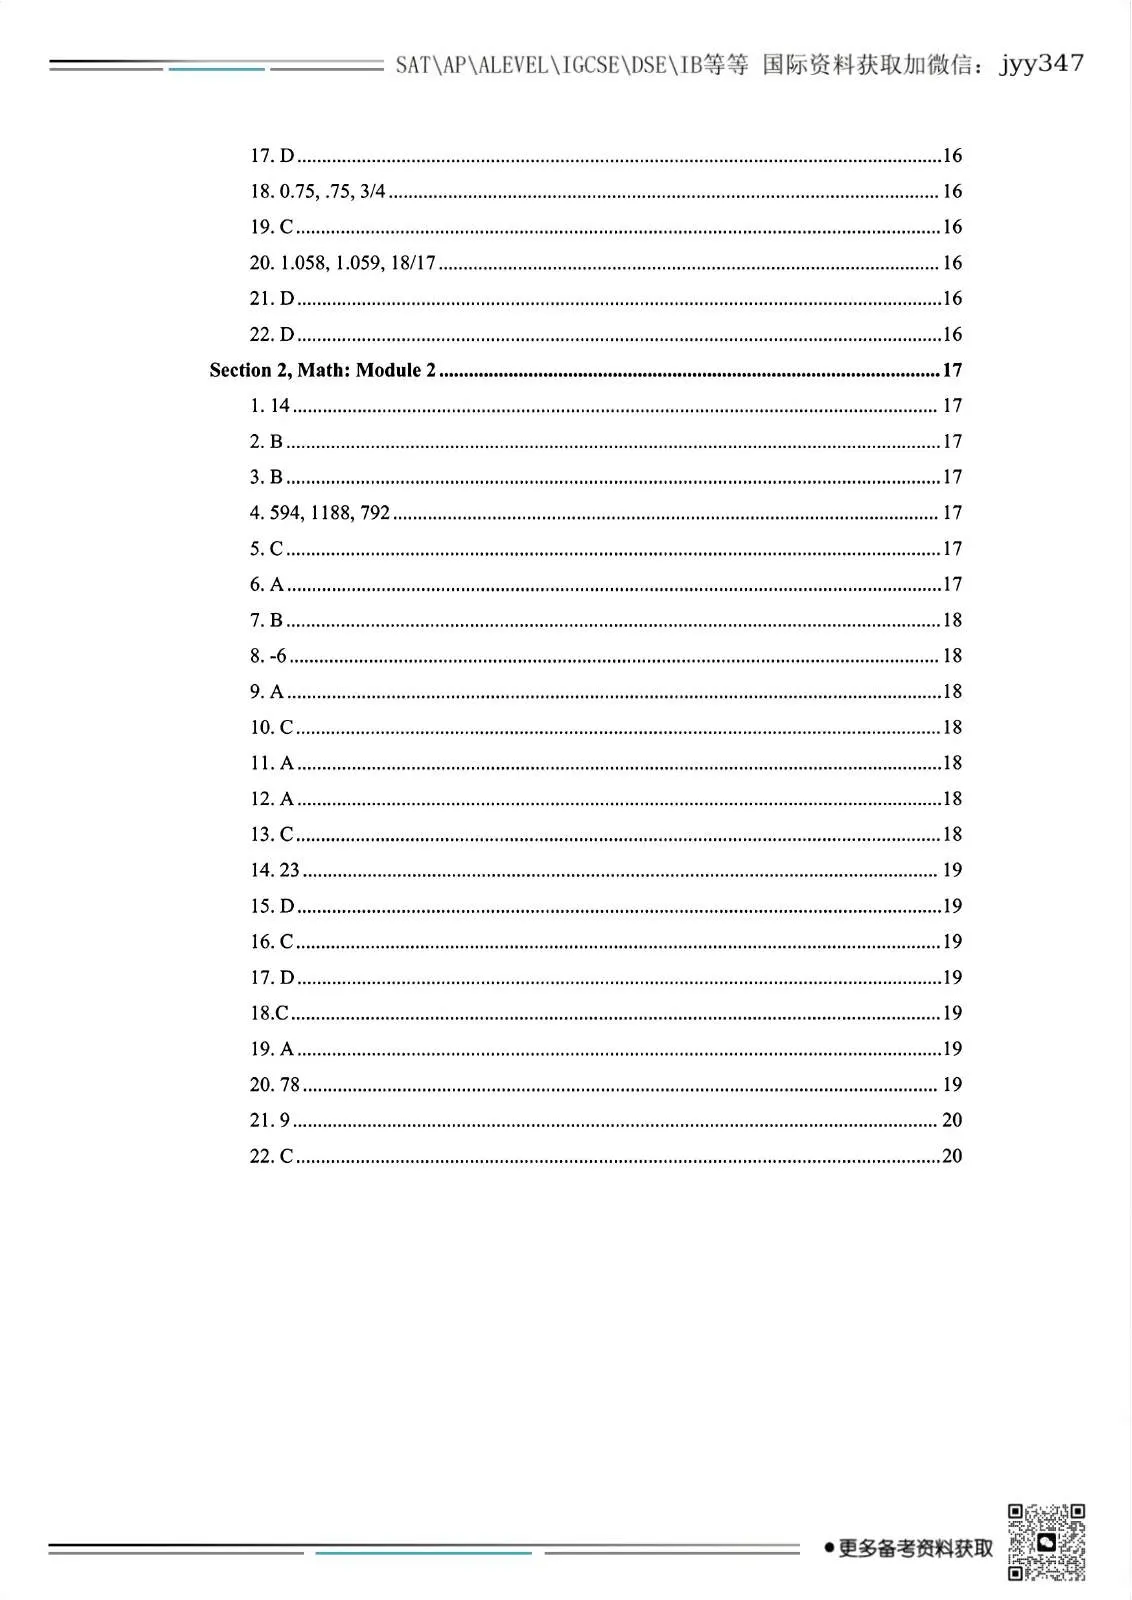 SAT\AP\ALEVEL\IGCSE\DSE\IB等等 国际资料获取加微信：jyy347
17. D........16
18. 0.75, .75, 3/4........16
19. C........16
20. 1.058, 1.059, 18/17........16
21. D........16
22. D........16
Section 2, Math: Module 2........17
1. 14........17
2. B........17
3. B........17
4. 594, 1188, 792........17
5. C........17
6. A........17
7. B........18
8. -6........18
9. A........18
10. C........18
11. A........18
12. A........18
13. C........18
14. 23........19
15. D........19
16. C........19
17. D........19
18.C........19
19. A........19
20. 78........19
21. 9........20
22. C........20
●更多备考资料获取